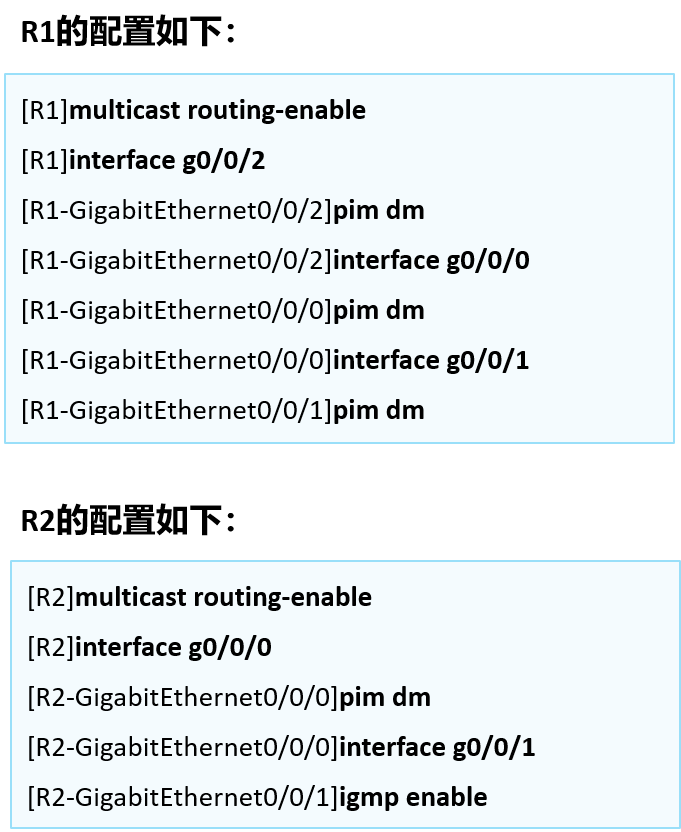 R1的配置如下：
[R1]multicast routing-enable
[R1]interface g0/0/2
[R1-GigabitEthernet0/0/2]pim dm
[R1-GigabitEthernet0/0/2]interface g0/0/0
[R1-GigabitEthernet0/0/0]pim dm
[R1-GigabitEthernet0/0/0]interface g0/0/1
[R1-GigabitEthernet0/0/1]pim dm
R2的配置如下：
[R2]multicast routing-enable
[R2]interface g0/0/0
[R2-GigabitEthernet0/0/0]pim dm
[R2-GigabitEthernet0/0/0]interface g0/0/1
[R2-GigabitEthernet0/0/1]igmp enable